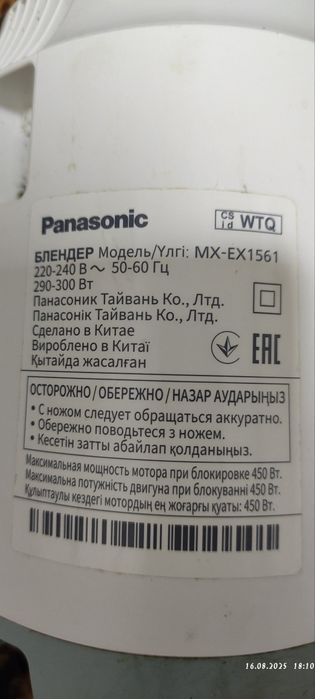 Panasonic
CS id WTQ
БЛЕНДЕР Модель/Үлгі: MX-EX1561
220-240 В ~ 50-60 Гц
290-300 Вт
Панасоник Тайвань Ко., Лтд.
Панасонік Тайвань Ко., Лтд.
Сделано в Китае
Вироблено в Китаї
Қытайда жасалған
EAC
ОСТОРОЖНО / ОБЕРЕЖНО / НАЗАР АУДАРЫҢЫЗ
• С ножом следует обращаться аккуратно.
• Обережно поводьтеся з ножем.
• Кесетін затты абайлап қолданыңыз.
Максимальная мощность мотора при блокировке 450 Вт.
Максимальна потужність двигуна при блокуванні 450 Вт.
Құлыптаулы кездегі мотордың ең жоғарғы қуаты: 450 Вт.
16.08.2025 18:10